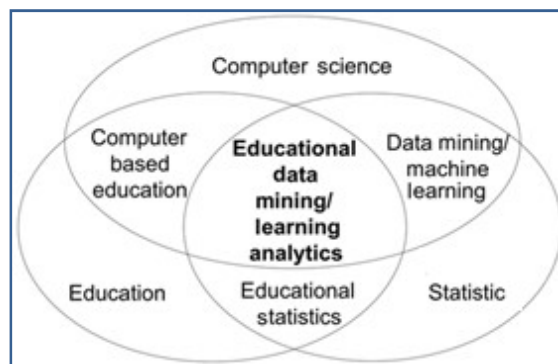 Computer science
Computer
based
education
Educational
data
mining/
learning
analytics
Data mining/
machine
learning
Education
Educational
statistics
Statistic